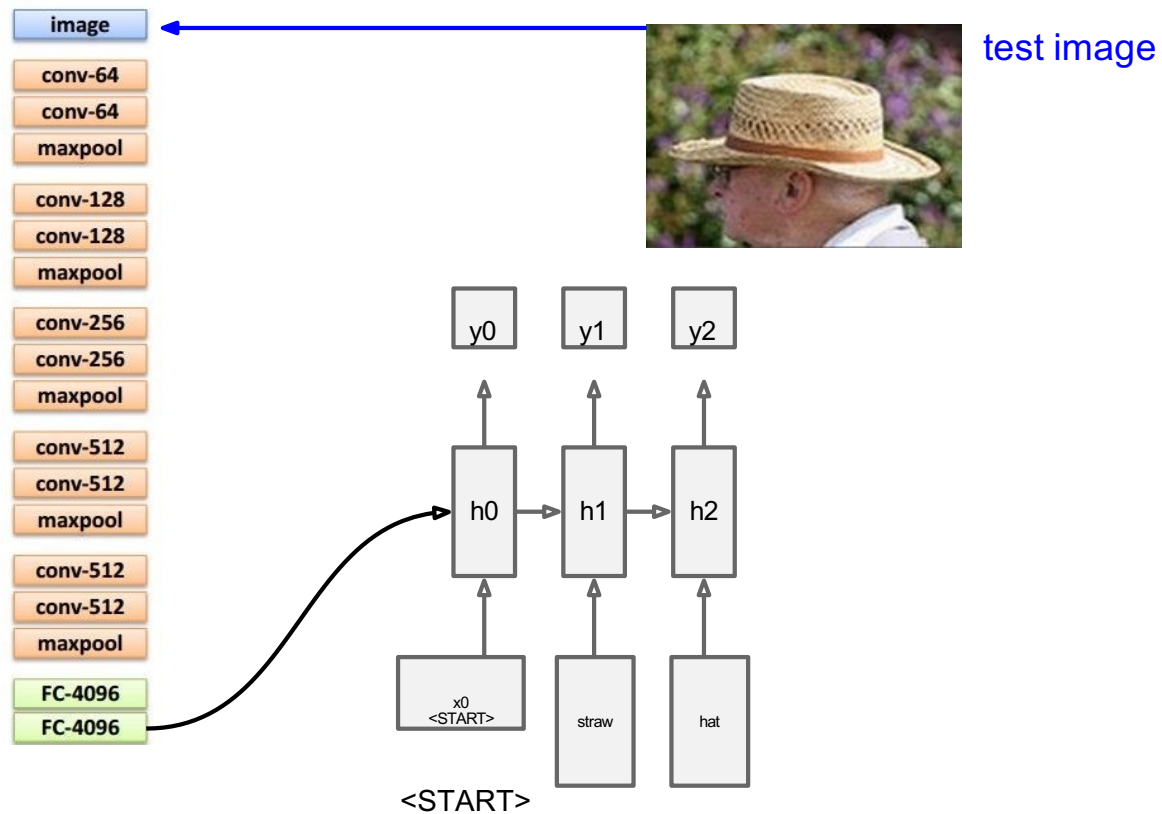 image
test image
conv-64
conv-64
maxpool
conv-128
conv-128
maxpool
conv-256
conv-256
maxpool
conv-512
conv-512
maxpool
conv-512
conv-512
maxpool
FC-4096
FC-4096
y0
y1
y2
h0
h1
h2
x0
<START>
straw
hat
<START>